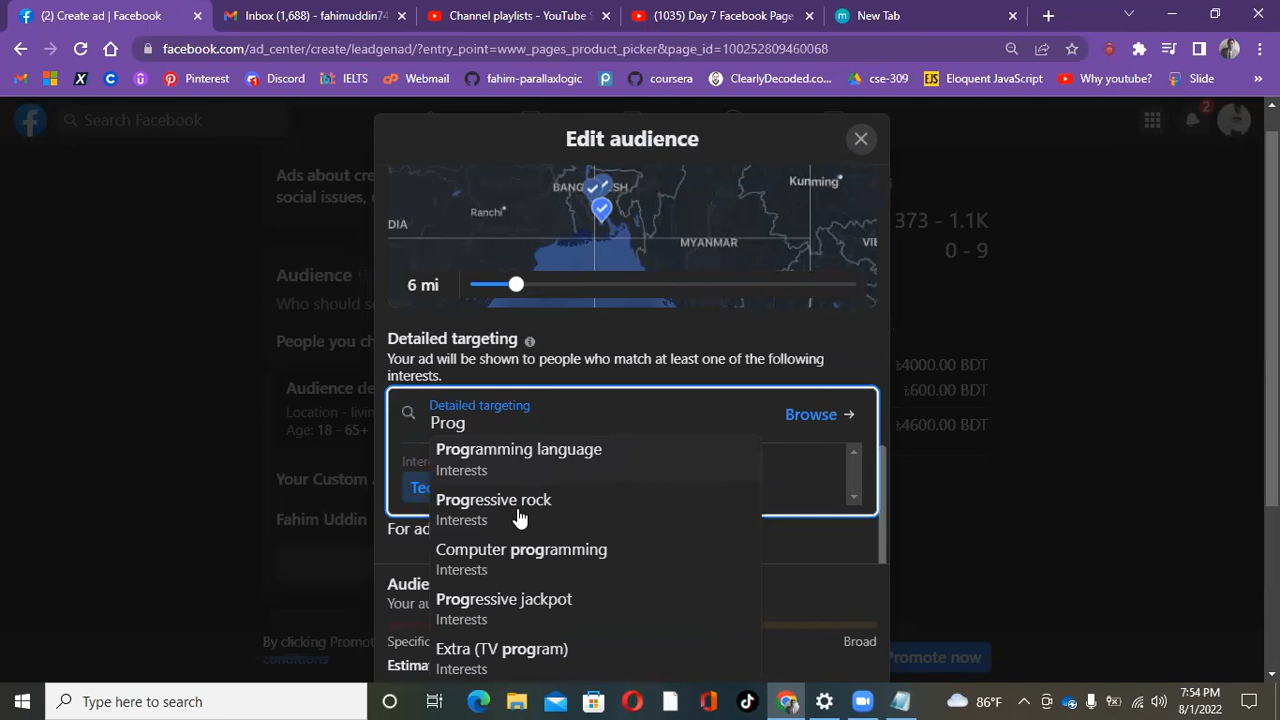 Create ad | Facebook
Inbox (1,688) - fahimuddin74
Channel playlists - YouTube S
(1035) Day 7 Facebook Page
New Tab
facebook.com/ad_center/create/leadgenad/?entry_point=www_pages_product_picker&page_id=100252809460068
Pinterest
Discord
IELTS
Webmail
fahim-parallaxlogic
coursera
ClearlyDecoded.co...
cse-309
EJS Eloquent JavaScript
Why youtube?
Slide
Search Facebook
2
Ads about cre
social issues,
Audience
Who should s
People you ch
Audience de
Location - livin
Age: 18 - 65+
Your Custom
Fahim Uddin
By clicking Promot
conditions
Edit audience
BANGLADESH
Kunming
Ranchi
DIA
MYANMAR
VIE
6 mi
Detailed targeting
Your ad will be shown to people who match at least one of the following
interests.
Detailed targeting
Prog
Browse →
Inter
Tec
Programming language
Interests
Progressive rock
Interests
Computer programming
Interests
Progressive jackpot
Interests
Extra (TV program)
Interests
For ad
Audie
Your au
Specific
Broad
Estimat
373 - 1.1K
0 - 9
৳4000.00 BDT
৳600.00 BDT
৳4600.00 BDT
Promote now
Type here to search
86°F
7:54 PM
8/1/2022